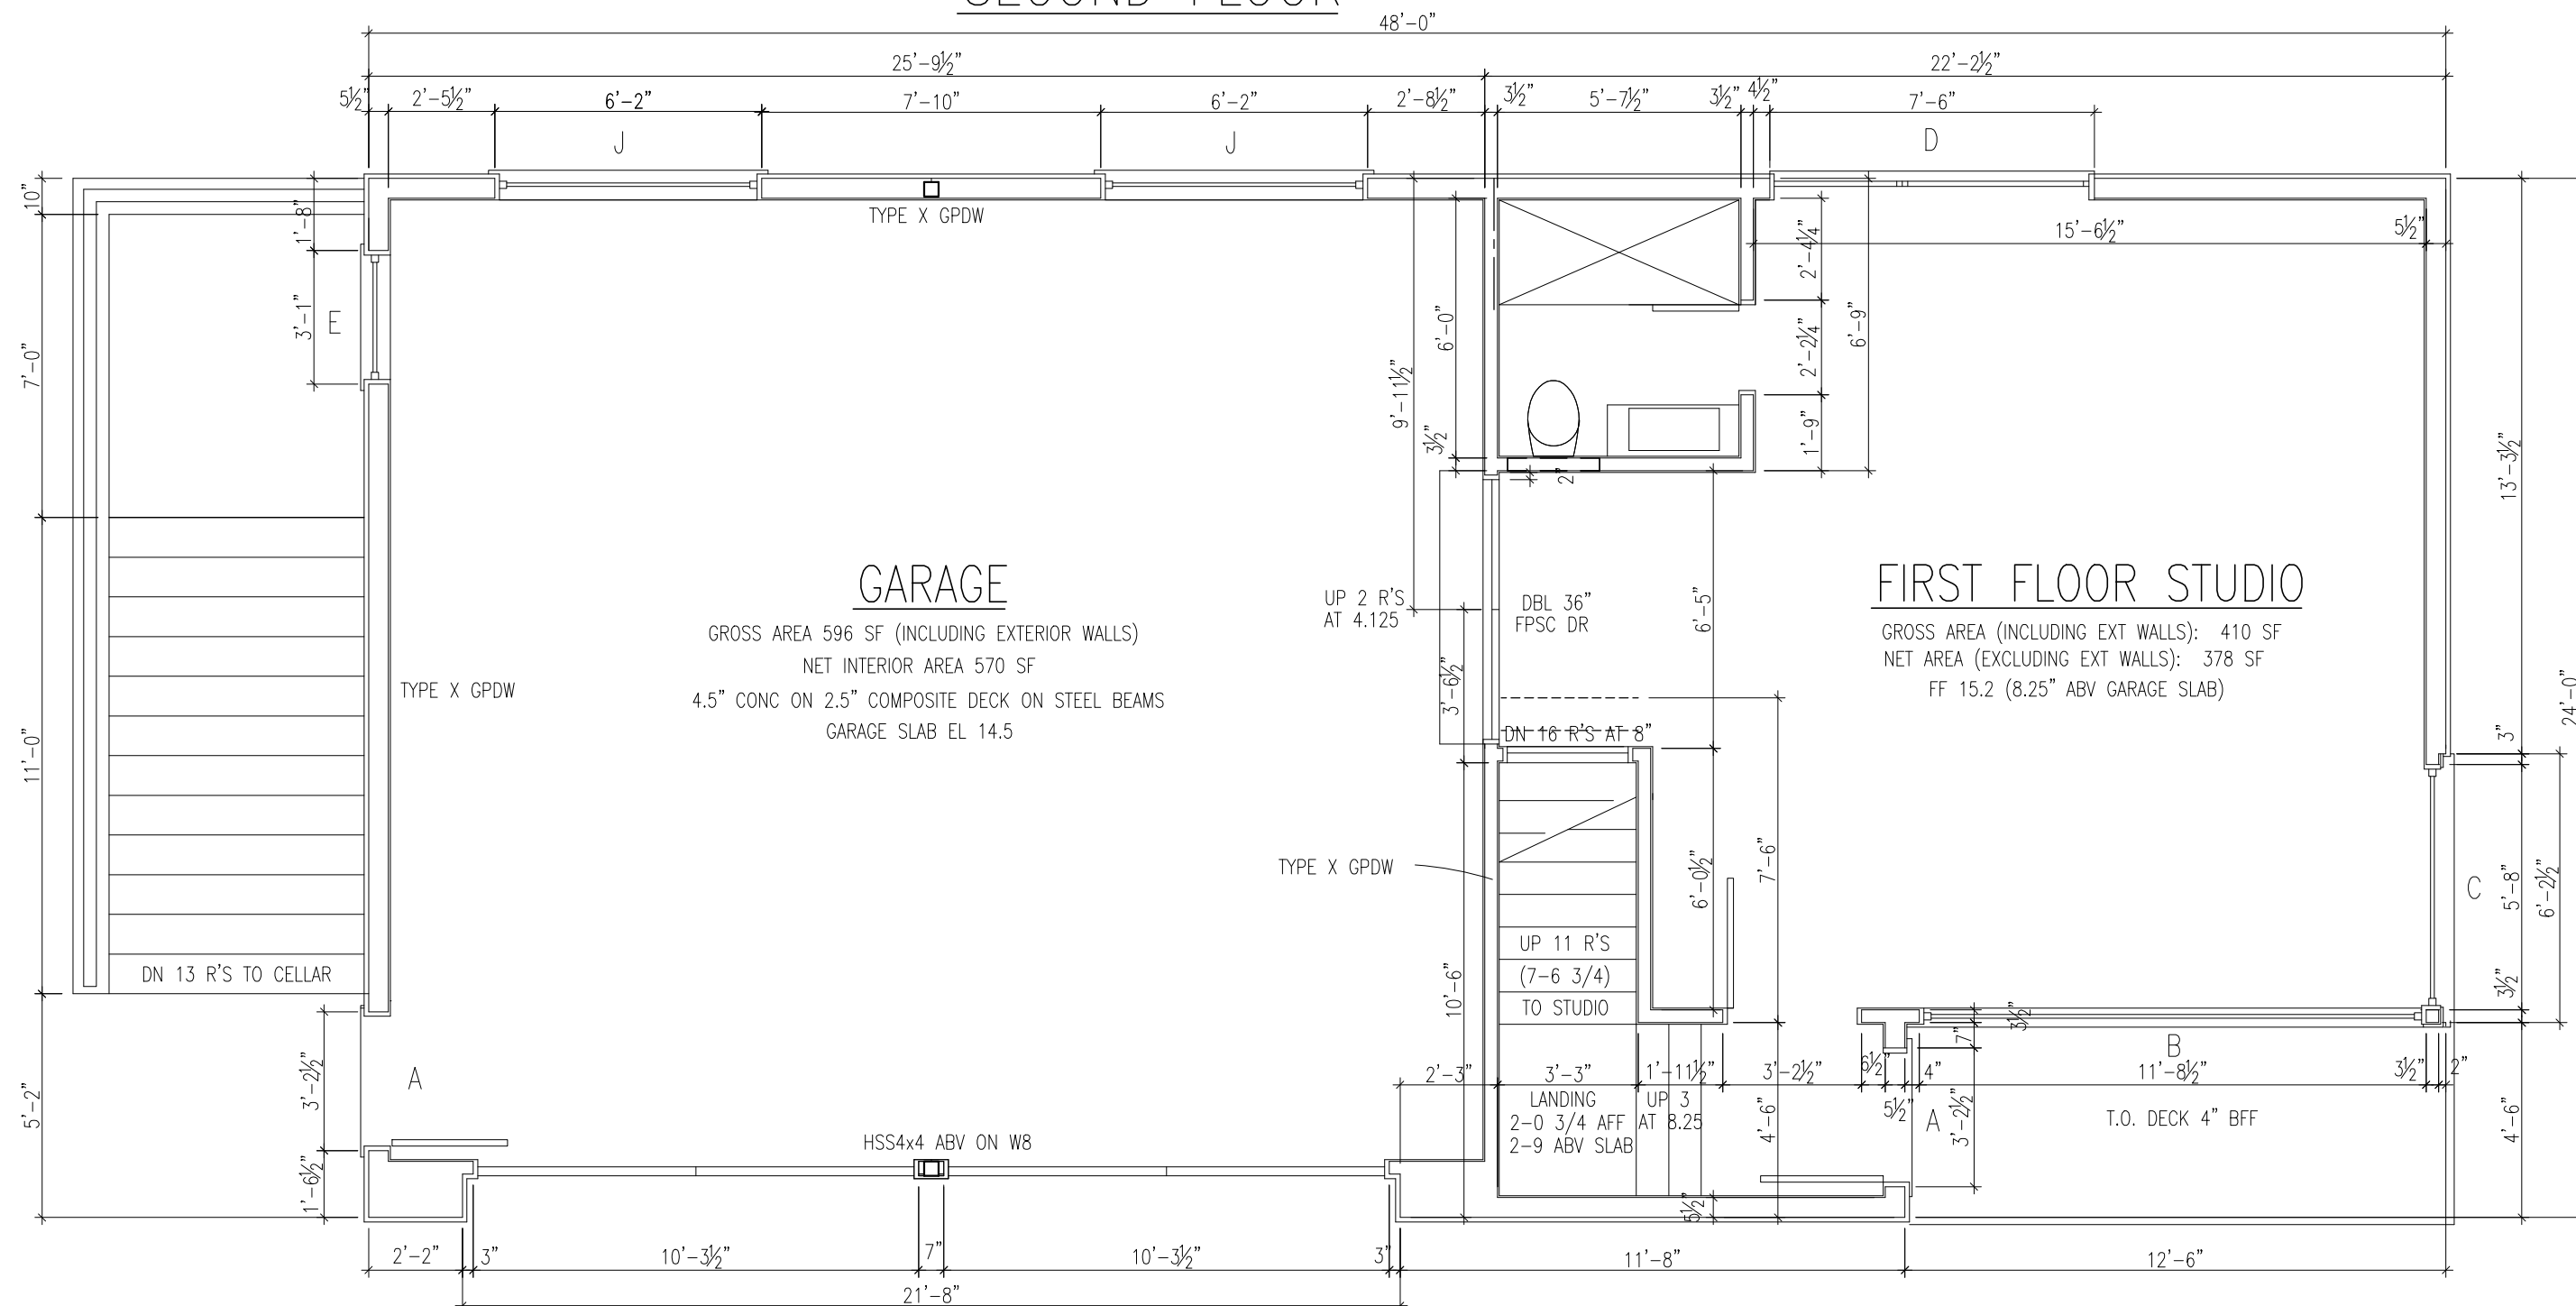 SECOND FLOOR
48'-0"
25'-9½"
22'-2½"
5½"
2'-5½"
6'-2"
7'-10"
6'-2"
2'-8½"
3½"
5'-7½"
3½"
4½"
7'-6"
J
J
D
10"
1'-8"
TYPE X GPDW
15'-6½"
5½"
2'-4¼"
3'-1"
E
6'-0"
2'-2¼"
6'-9"
7'-0"
9'-11½"
3½"
1'-9"
2"
13'-3½"
GARAGE
GROSS AREA 596 SF (INCLUDING EXTERIOR WALLS)
NET INTERIOR AREA 570 SF
4.5" CONC ON 2.5" COMPOSITE DECK ON STEEL BEAMS
GARAGE SLAB EL 14.5
TYPE X GPDW
UP 2 R'S
AT 4.125
DBL 36"
FPSC DR
6'-5"
3'-6½"
FIRST FLOOR STUDIO
GROSS AREA (INCLUDING EXT WALLS): 410 SF
NET AREA (EXCLUDING EXT WALLS): 378 SF
FF 15.2 (8.25" ABV GARAGE SLAB)
24'-0"
3"
11'-0"
DN 16 R'S AT 8"
TYPE X GPDW
7'-6"
6'-0½"
C
5'-8"
6'-2½"
UP 11 R'S
(7-6 3/4)
TO STUDIO
DN 13 R'S TO CELLAR
10'-6"
3½"
3½"
7"
B
5'-2"
3'-2½"
A
2'-3"
3'-3"
1'-11½"
3'-2½"
6½"
4"
11'-8½"
3½"
2"
LANDING
2-0 3/4 AFF
2-9 ABV SLAB
UP 3
AT 8.25
5½"
A
3'-2½"
4'-6"
T.O. DECK 4" BFF
4'-6"
HSS4x4 ABV ON W8
1'-6½"
5½"
2'-2"
3"
10'-3½"
7"
10'-3½"
3"
11'-8"
12'-6"
21'-8"